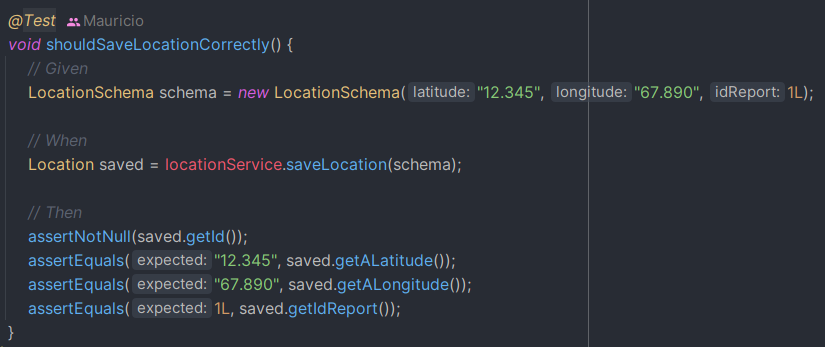 @Test Mauricio
void shouldSaveLocationCorrectly() {
// Given
LocationSchema schema = new LocationSchema( latitude: "12.345", longitude: "67.890", idReport: 1L);
// When
Location saved = locationService.saveLocation(schema);
// Then
assertNotNull(saved.getId());
assertEquals( expected: "12.345", saved.getALatitude());
assertEquals( expected: "67.890", saved.getALongitude());
assertEquals( expected: 1L, saved.getIdReport());
}